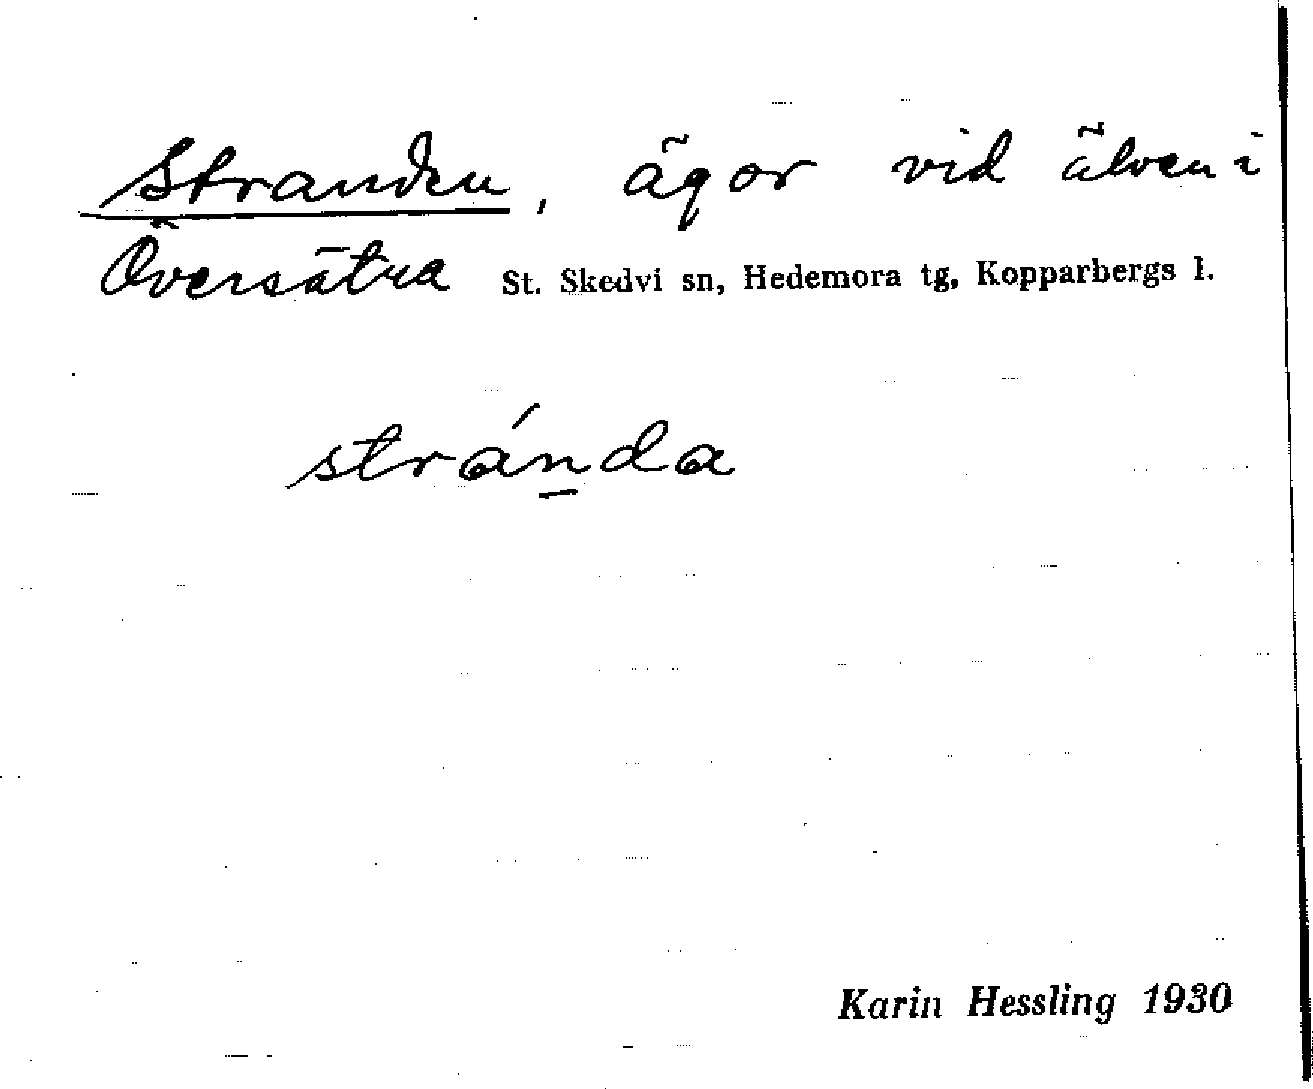 Stranden, ägor vid älven i
Översätra St. Skedvi sn, Hedemora tg, Kopparbergs l.
stránda
Karin Hessling 1930